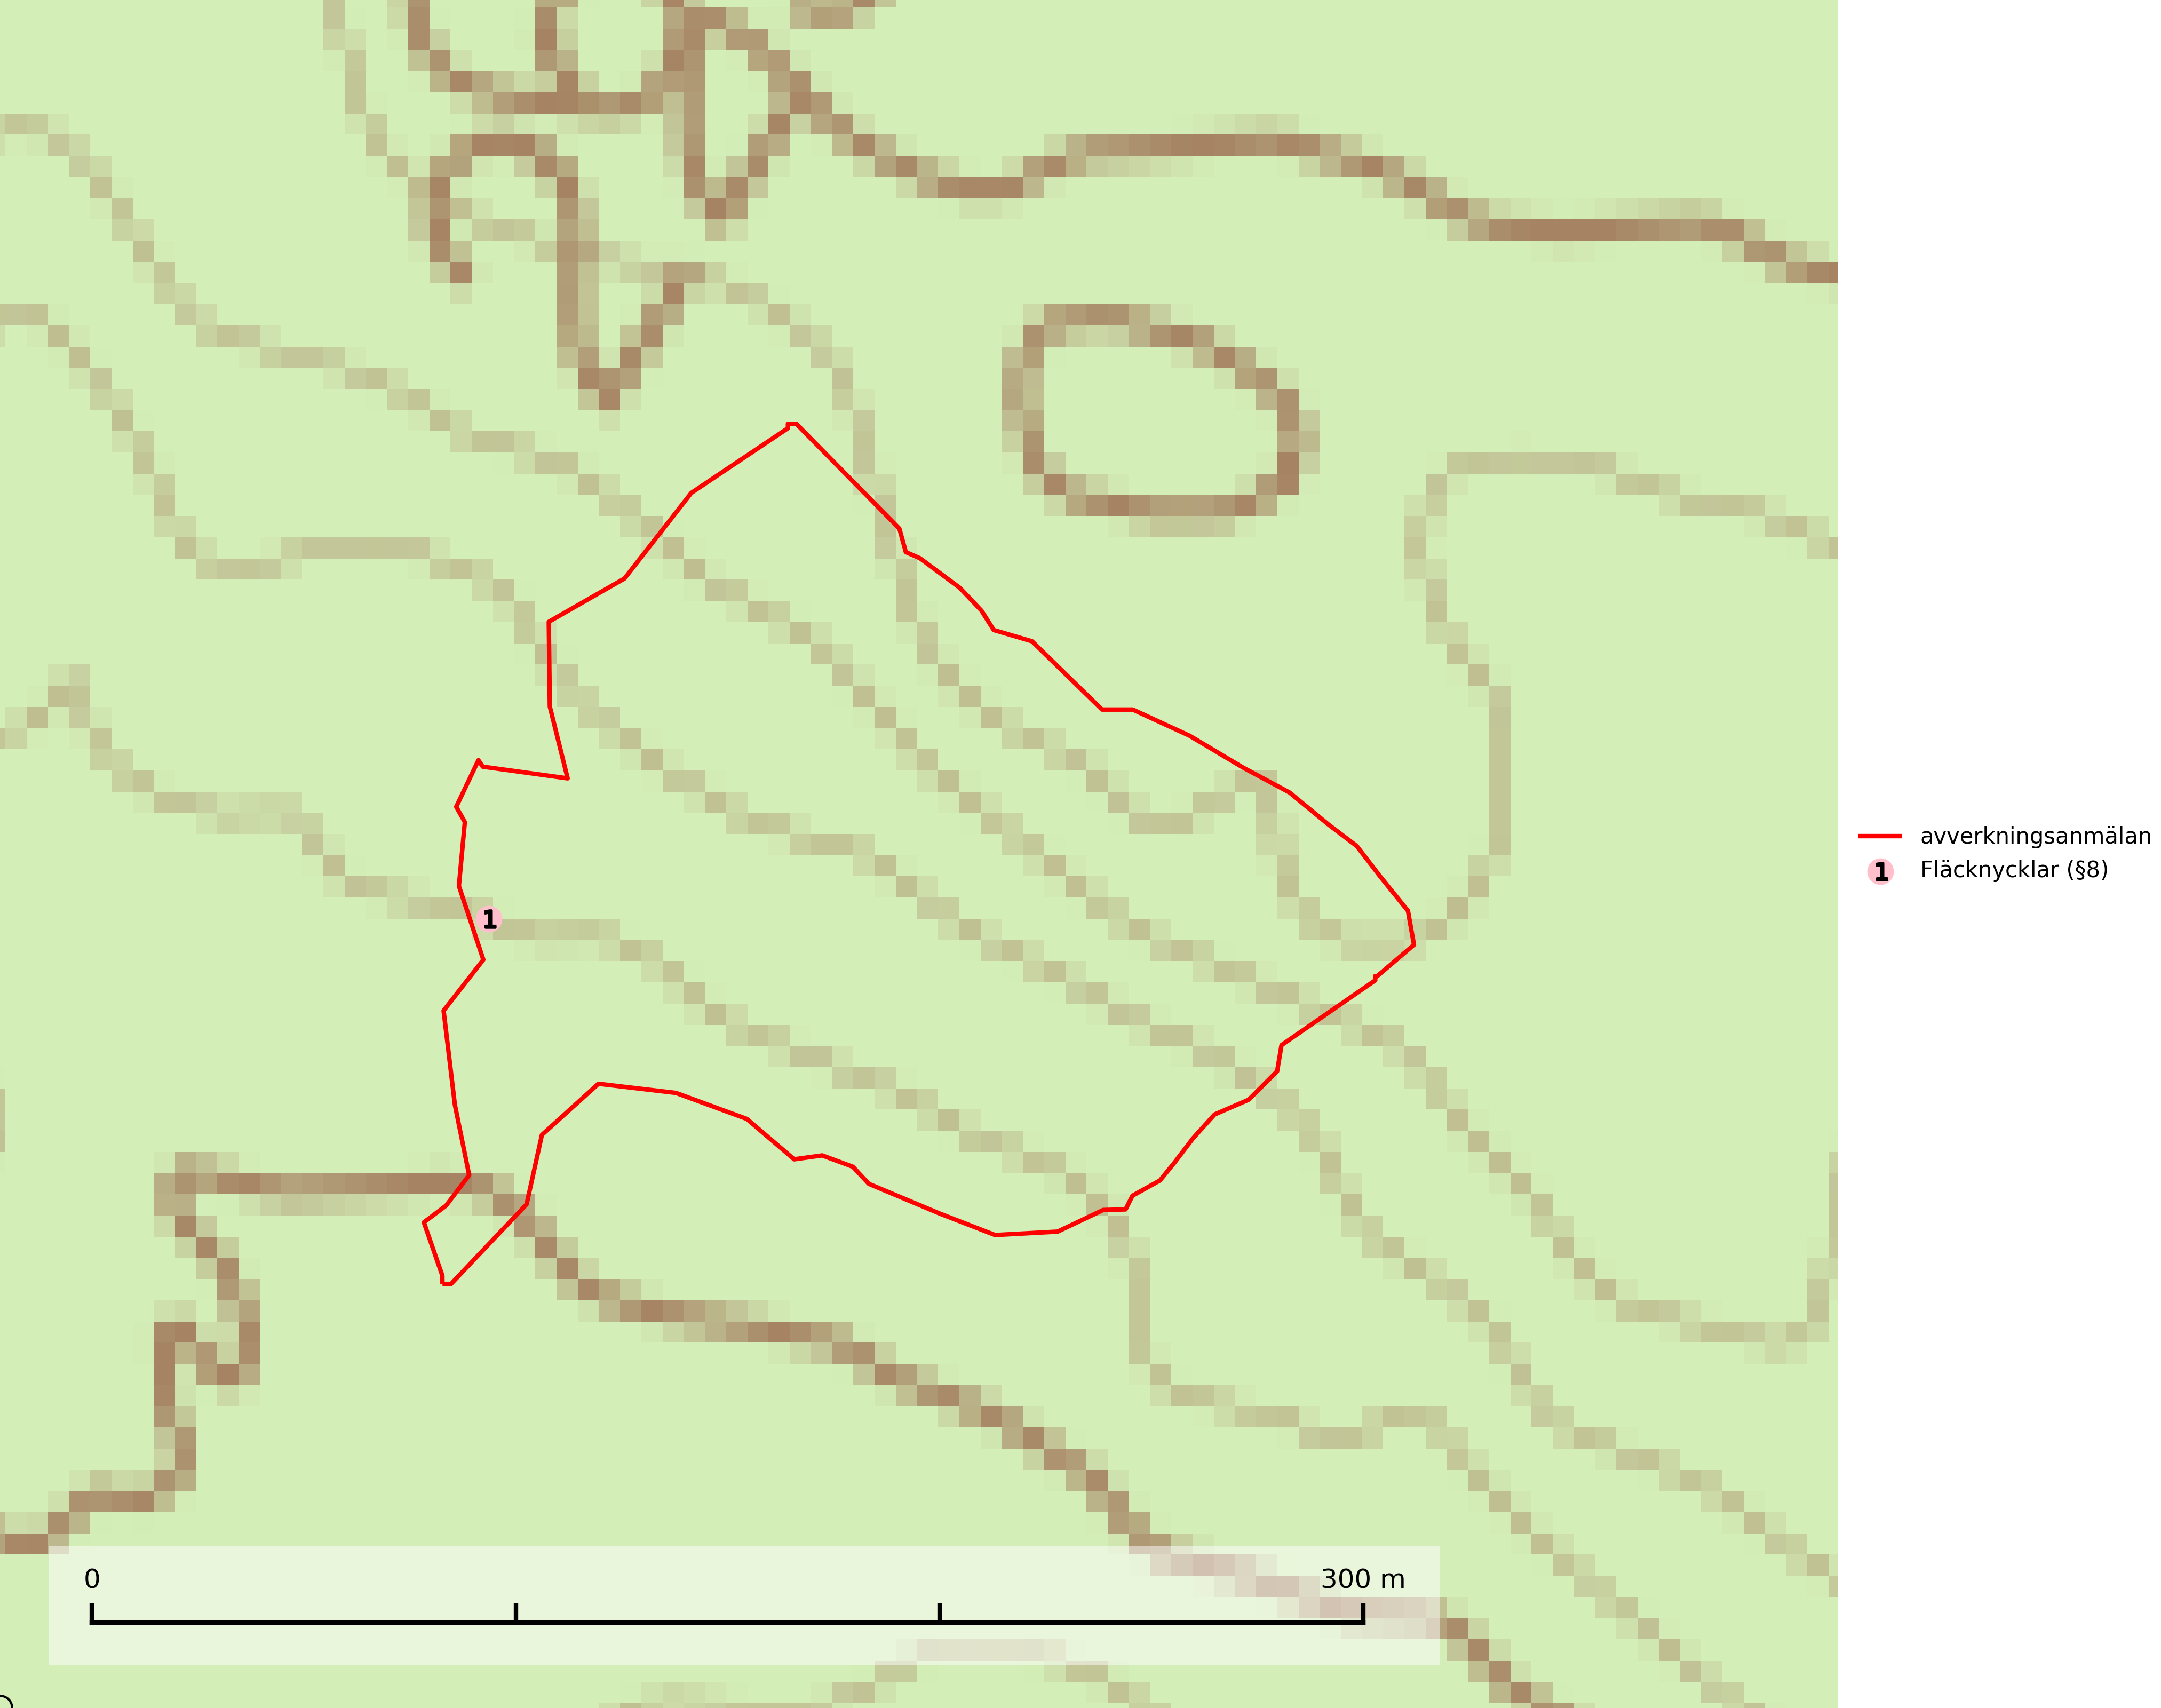 1
avverkningsanmälan
1 Fläcknycklar (§8)
0 300 m